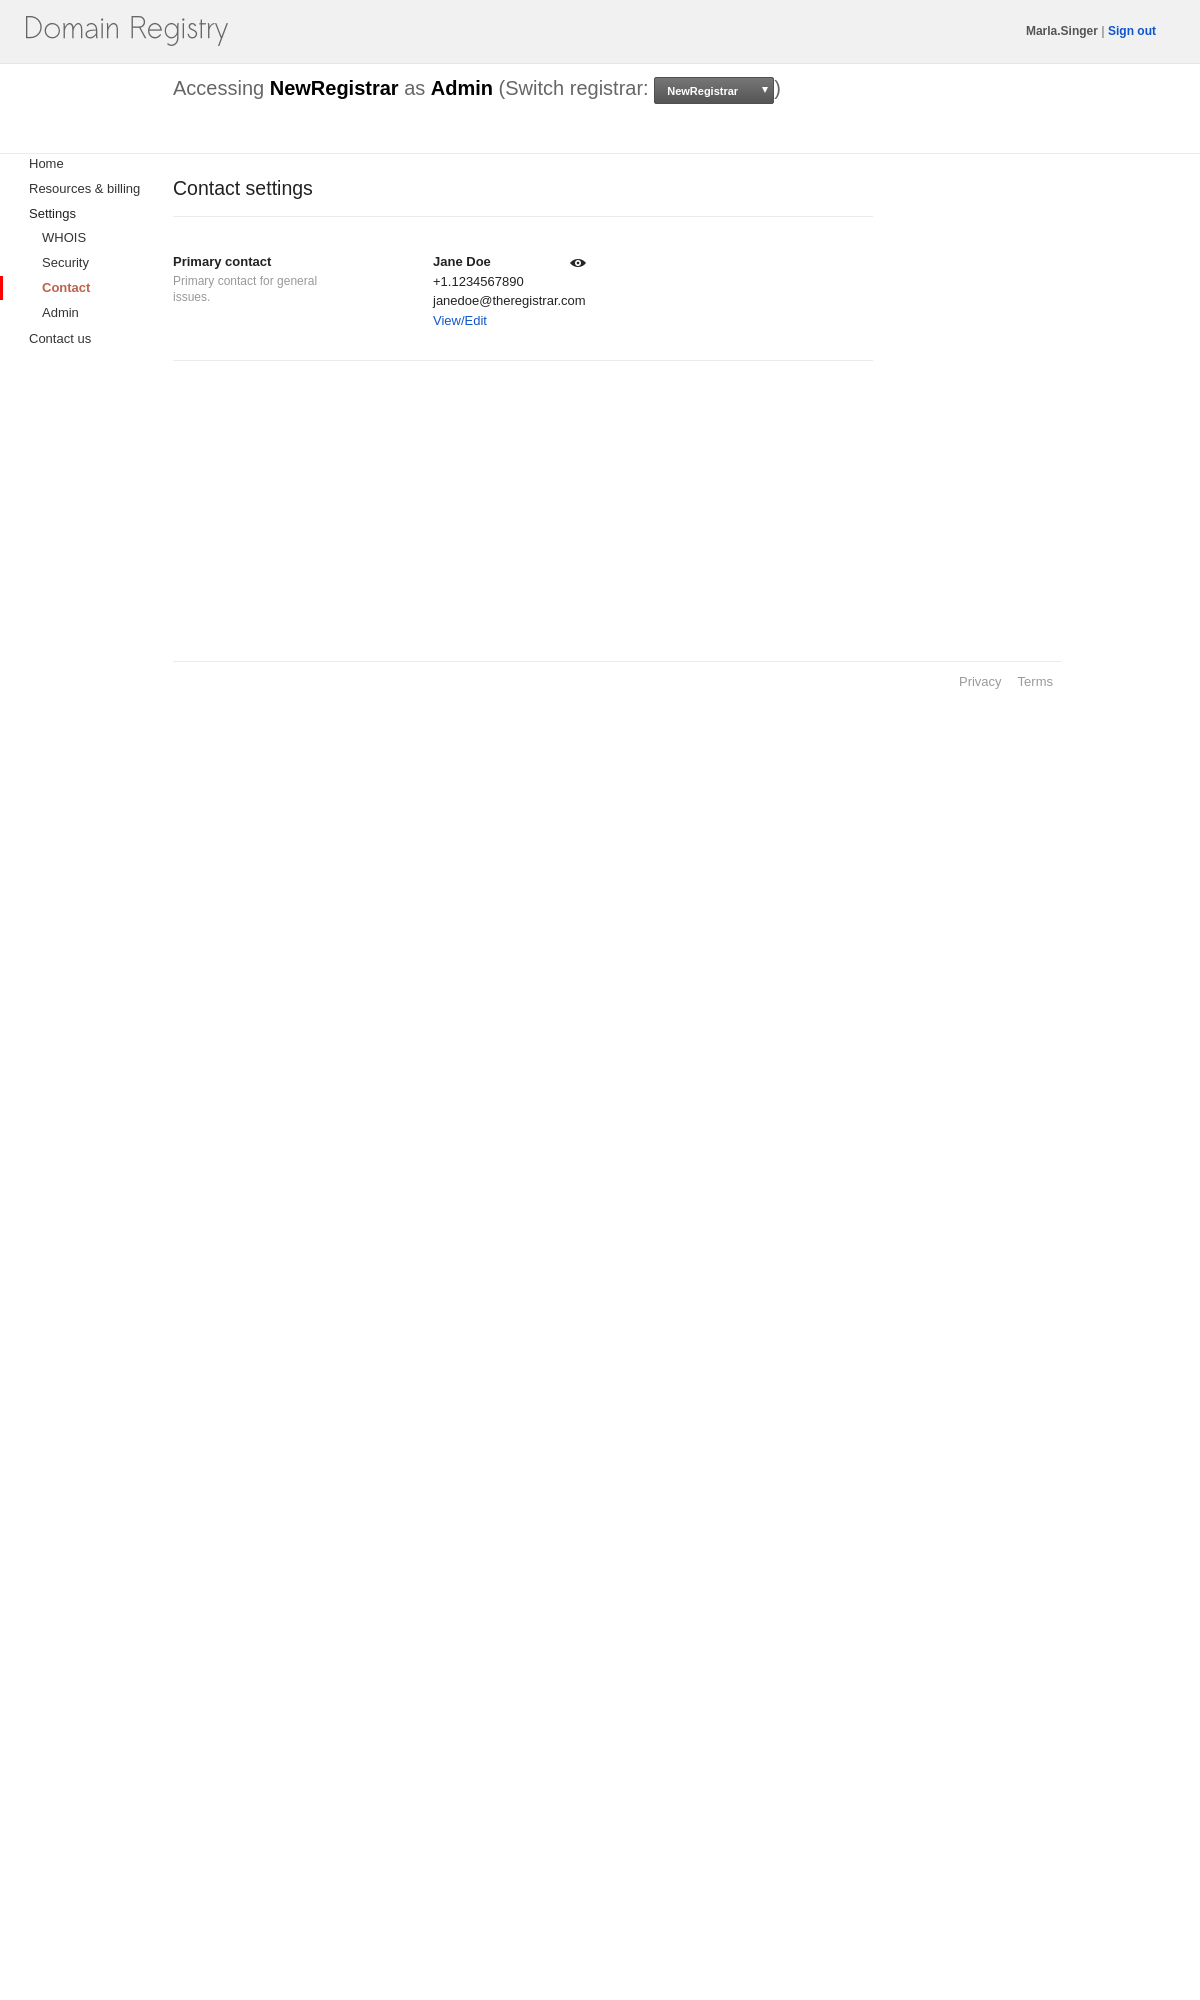 Domain Registry
Marla.Singer | Sign out
Accessing NewRegistrar as Admin (Switch registrar: NewRegistrar ▼)
Home
Resources & billing
Settings
WHOIS
Security
Contact
Admin
Contact us
Contact settings
Primary contact
Primary contact for general
issues.
Jane Doe
+1.1234567890
janedoe@theregistrar.com
View/Edit
Privacy Terms